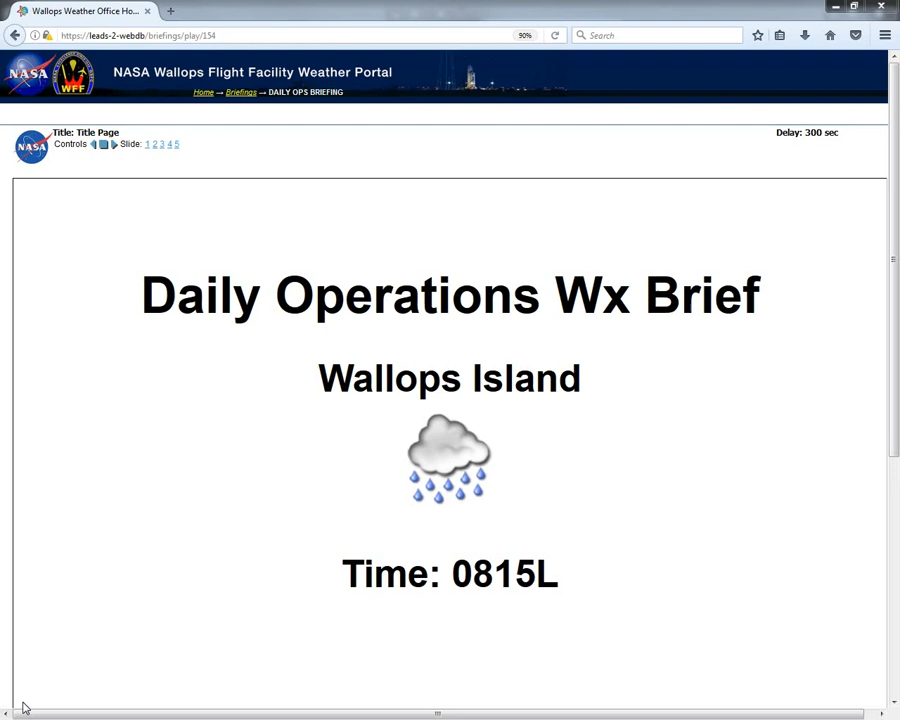 Wallops Weather Office Ho...
https://leads-2-webdb/briefings/play/154
90%
Search
NASA
WFF
NASA Wallops Flight Facility Weather Portal
Home → Briefings → DAILY OPS BRIEFING
NASA
Title: Title Page
Delay: 300 sec
Controls Slide: 1 2 3 4 5
Daily Operations Wx Brief
Wallops Island
Time: 0815L